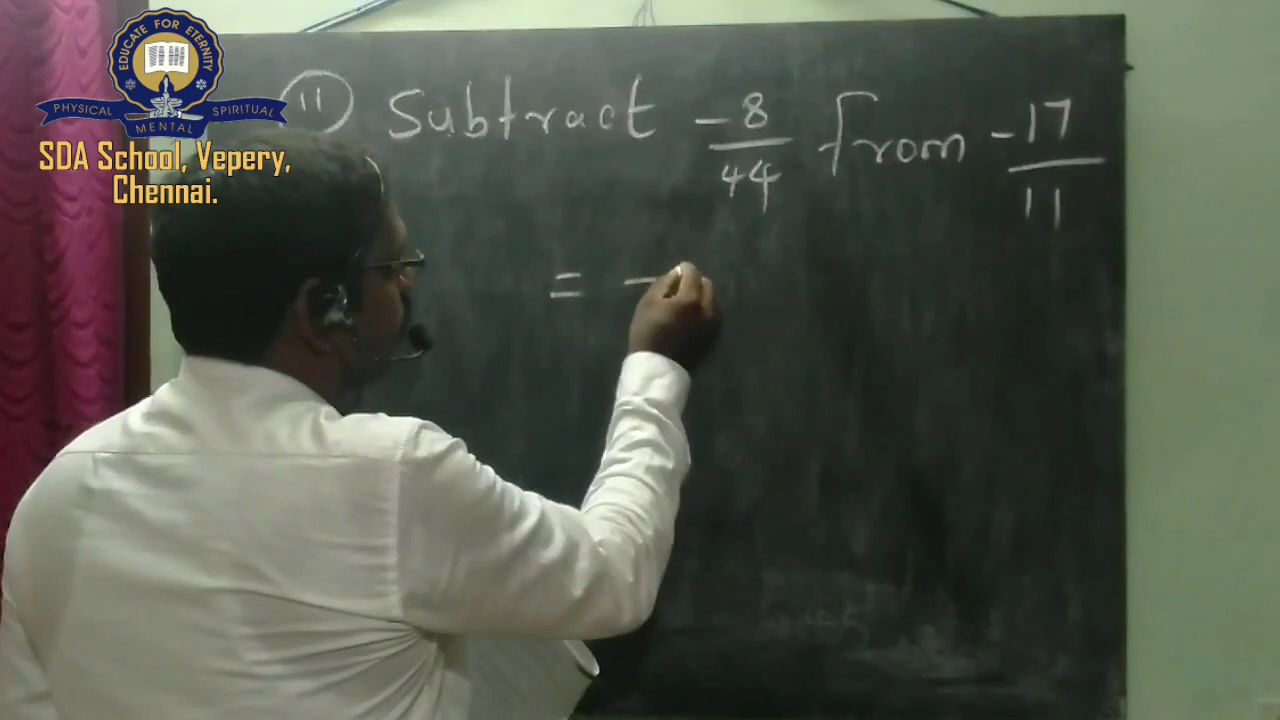 EDUCATE FOR ETERNITY
PHYSICAL MENTAL SPIRITUAL
SDA School, Vepery,
Chennai.
11 Subtract -8/44 from -17/11
= -